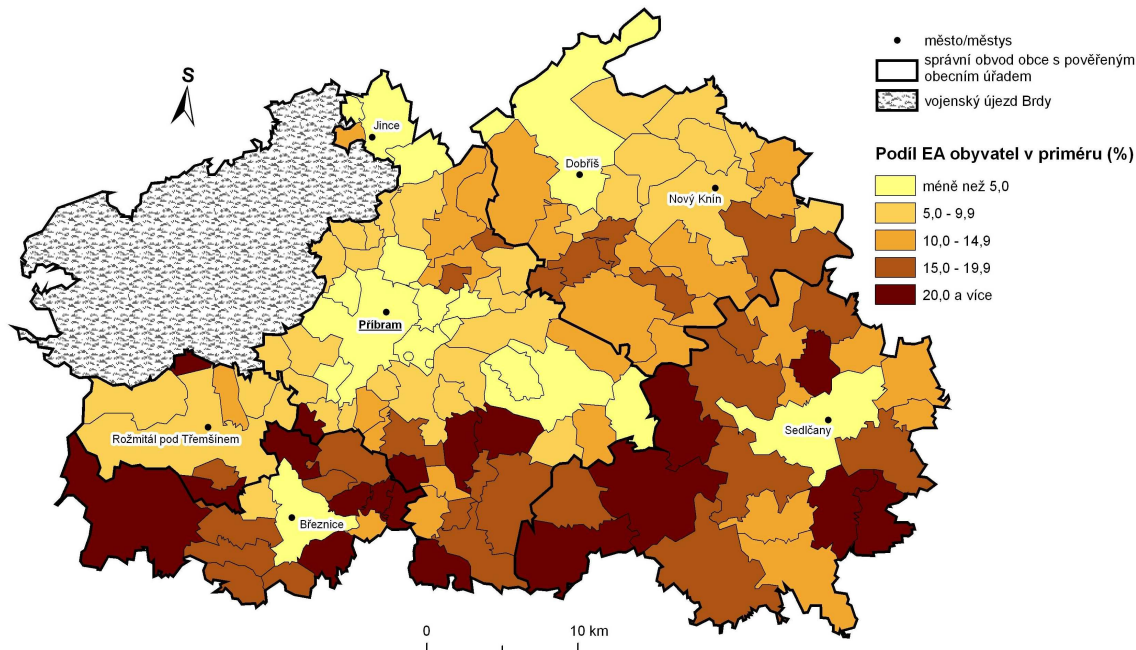 S
město/městys
správní obvod obce s pověřeným
obecním úřadem
vojenský újezd Brdy
Podíl EA obyvatel v priméru (%)
méně než 5,0
5,0 - 9,9
10,0 - 14,9
15,0 - 19,9
20,0 a více
Jince
Dobříš
Nový Knín
Příbram
Rožmitál pod Třemšínem
Sedlčany
Březnice
0 10 km